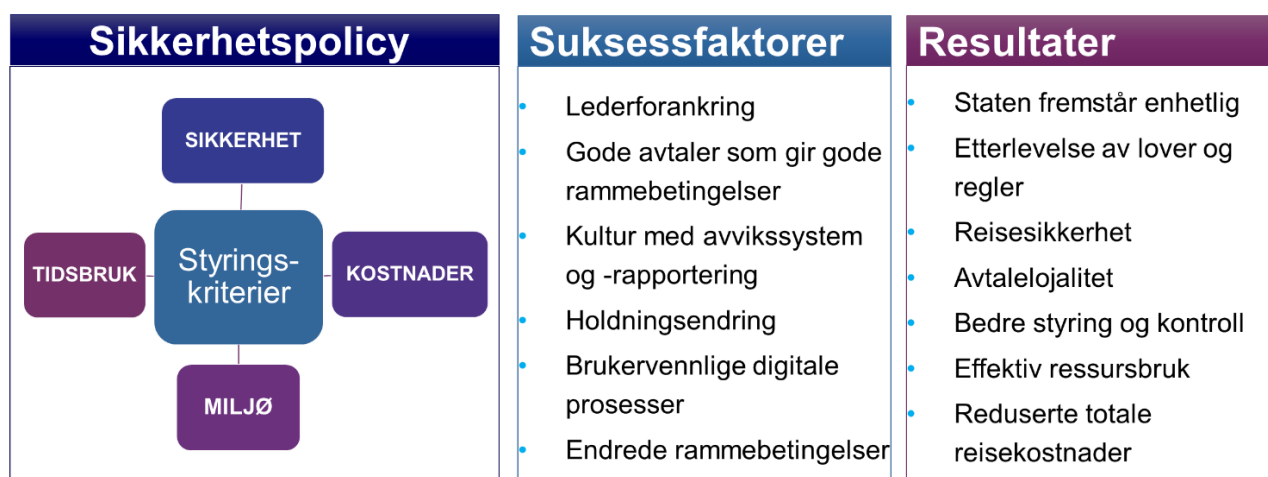 Sikkerhetspolicy
SIKKERHET
TIDSBRUK
Styrings-
kriterier
KOSTNADER
MILJØ
Suksessfaktorer
• Lederforankring
• Gode avtaler som gir gode
rammebetingelser
• Kultur med avvikssystem
og -rapportering
• Holdningsendring
• Brukervennlige digitale
prosesser
• Endrede rammebetingelser
Resultater
• Staten fremstår enhetlig
• Etterlevelse av lover og
regler
• Reisesikkerhet
• Avtalelojalitet
• Bedre styring og kontroll
• Effektiv ressursbruk
• Reduserte totale
reisekostnader